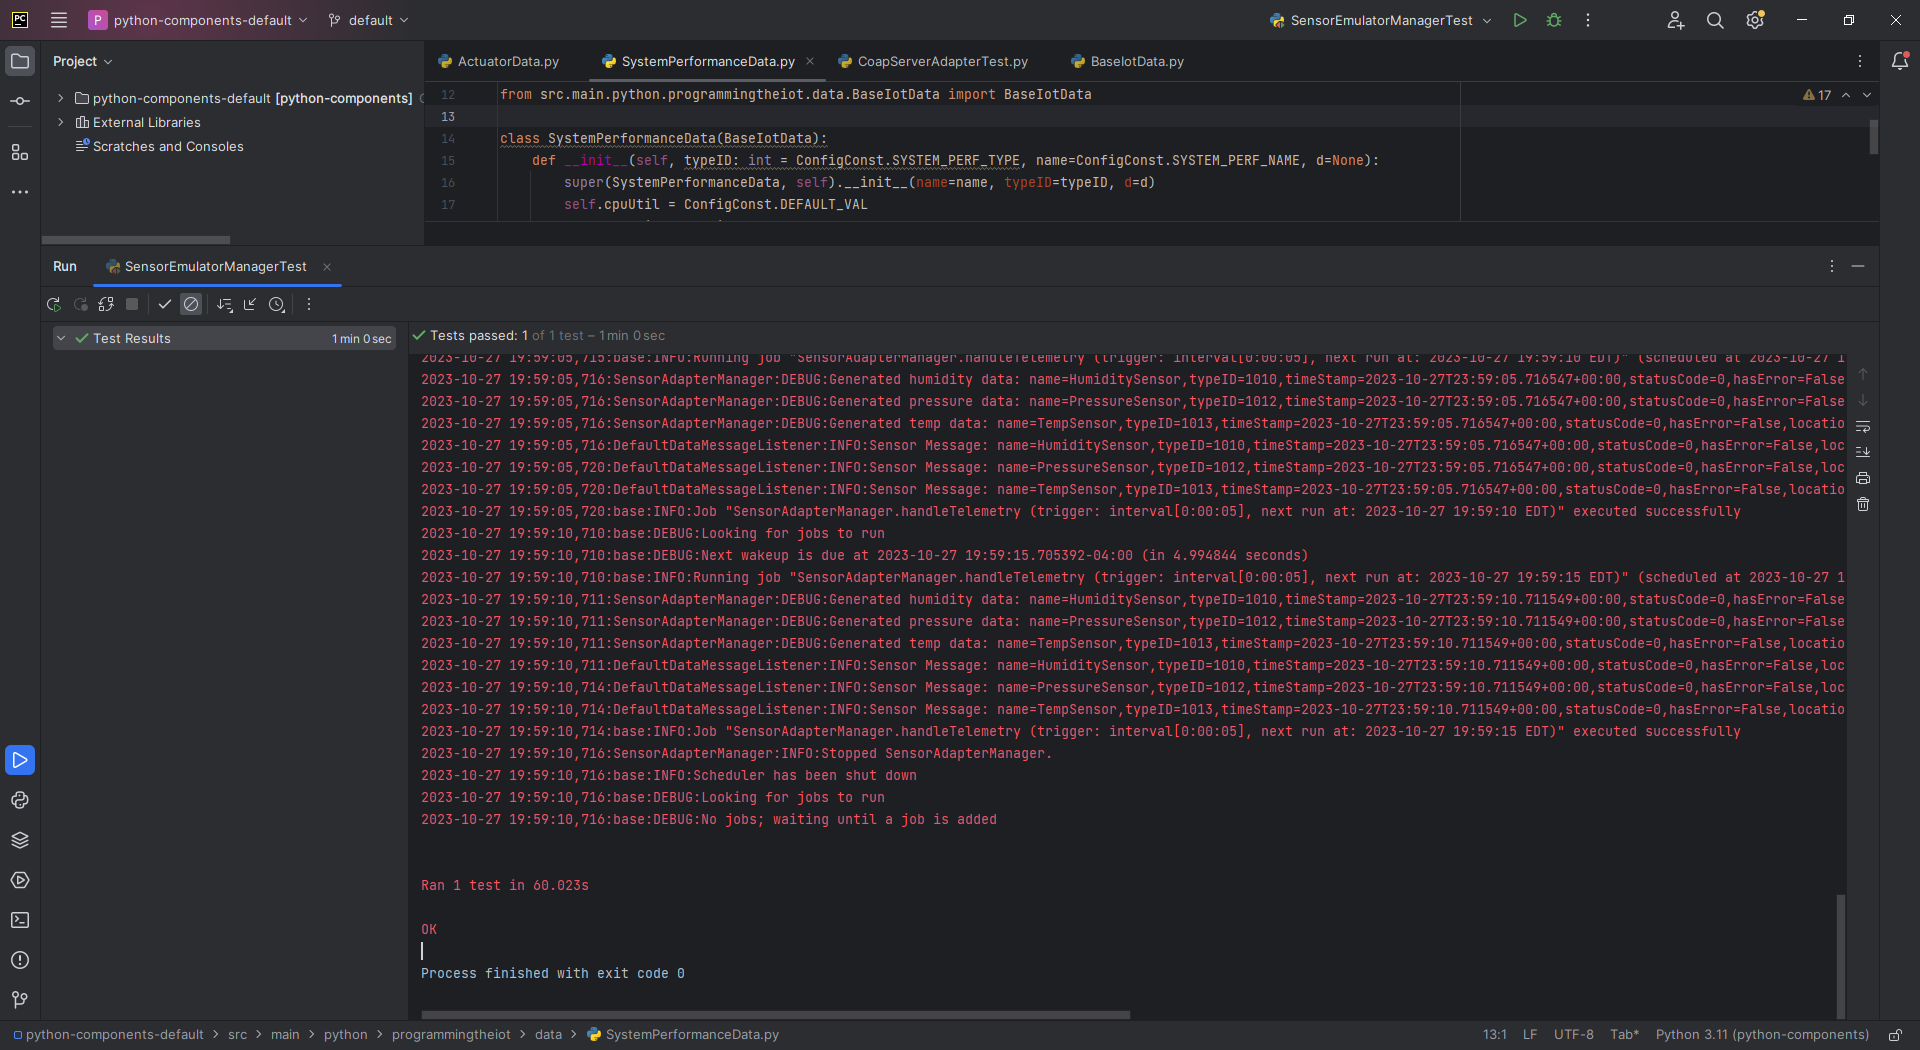 PC
P python-components-default
default
SensorEmulatorManagerTest
Project
ActuatorData.py
SystemPerformanceData.py
CoapServerAdapterTest.py
BaseIotData.py
python-components-default [python-components]
External Libraries
Scratches and Consoles
12 from src.main.python.programmingtheiot.data.BaseIotData import BaseIotData
17
13
14 class SystemPerformanceData(BaseIotData):
15 def __init__(self, typeID: int = ConfigConst.SYSTEM_PERF_TYPE, name=ConfigConst.SYSTEM_PERF_NAME, d=None):
16 super(SystemPerformanceData, self).__init__(name=name, typeID=typeID, d=d)
17 self.cpuUtil = ConfigConst.DEFAULT_VAL
Run
SensorEmulatorManagerTest
Test Results 1 min 0 sec
Tests passed: 1 of 1 test – 1 min 0 sec
2023-10-27 19:59:05,715:base:INFO:Running job "SensorAdapterManager.handleTelemetry (trigger: interval[0:00:05], next run at: 2023-10-27 19:59:10 EDT)" (scheduled at 2023-10-27 1
2023-10-27 19:59:05,716:SensorAdapterManager:DEBUG:Generated humidity data: name=HumiditySensor,typeID=1010,timeStamp=2023-10-27T23:59:05.716547+00:00,statusCode=0,hasError=False
2023-10-27 19:59:05,716:SensorAdapterManager:DEBUG:Generated pressure data: name=PressureSensor,typeID=1012,timeStamp=2023-10-27T23:59:05.716547+00:00,statusCode=0,hasError=False
2023-10-27 19:59:05,716:SensorAdapterManager:DEBUG:Generated temp data: name=TempSensor,typeID=1013,timeStamp=2023-10-27T23:59:05.716547+00:00,statusCode=0,hasError=False,locatio
2023-10-27 19:59:05,716:DefaultDataMessageListener:INFO:Sensor Message: name=HumiditySensor,typeID=1010,timeStamp=2023-10-27T23:59:05.716547+00:00,statusCode=0,hasError=False,loc
2023-10-27 19:59:05,720:DefaultDataMessageListener:INFO:Sensor Message: name=PressureSensor,typeID=1012,timeStamp=2023-10-27T23:59:05.716547+00:00,statusCode=0,hasError=False,loc
2023-10-27 19:59:05,720:DefaultDataMessageListener:INFO:Sensor Message: name=TempSensor,typeID=1013,timeStamp=2023-10-27T23:59:05.716547+00:00,statusCode=0,hasError=False,locatio
2023-10-27 19:59:05,720:base:INFO:Job "SensorAdapterManager.handleTelemetry (trigger: interval[0:00:05], next run at: 2023-10-27 19:59:10 EDT)" executed successfully
2023-10-27 19:59:10,710:base:DEBUG:Looking for jobs to run
2023-10-27 19:59:10,710:base:DEBUG:Next wakeup is due at 2023-10-27 19:59:15.705392-04:00 (in 4.994844 seconds)
2023-10-27 19:59:10,710:base:INFO:Running job "SensorAdapterManager.handleTelemetry (trigger: interval[0:00:05], next run at: 2023-10-27 19:59:15 EDT)" (scheduled at 2023-10-27 1
2023-10-27 19:59:10,711:SensorAdapterManager:DEBUG:Generated humidity data: name=HumiditySensor,typeID=1010,timeStamp=2023-10-27T23:59:10.711549+00:00,statusCode=0,hasError=False
2023-10-27 19:59:10,711:SensorAdapterManager:DEBUG:Generated pressure data: name=PressureSensor,typeID=1012,timeStamp=2023-10-27T23:59:10.711549+00:00,statusCode=0,hasError=False
2023-10-27 19:59:10,711:SensorAdapterManager:DEBUG:Generated temp data: name=TempSensor,typeID=1013,timeStamp=2023-10-27T23:59:10.711549+00:00,statusCode=0,hasError=False,locatio
2023-10-27 19:59:10,711:DefaultDataMessageListener:INFO:Sensor Message: name=HumiditySensor,typeID=1010,timeStamp=2023-10-27T23:59:10.711549+00:00,statusCode=0,hasError=False,loc
2023-10-27 19:59:10,714:DefaultDataMessageListener:INFO:Sensor Message: name=PressureSensor,typeID=1012,timeStamp=2023-10-27T23:59:10.711549+00:00,statusCode=0,hasError=False,loc
2023-10-27 19:59:10,714:DefaultDataMessageListener:INFO:Sensor Message: name=TempSensor,typeID=1013,timeStamp=2023-10-27T23:59:10.711549+00:00,statusCode=0,hasError=False,locatio
2023-10-27 19:59:10,714:base:INFO:Job "SensorAdapterManager.handleTelemetry (trigger: interval[0:00:05], next run at: 2023-10-27 19:59:15 EDT)" executed successfully
2023-10-27 19:59:10,716:SensorAdapterManager:INFO:Stopped SensorAdapterManager.
2023-10-27 19:59:10,716:base:INFO:Scheduler has been shut down
2023-10-27 19:59:10,716:base:DEBUG:Looking for jobs to run
2023-10-27 19:59:10,716:base:DEBUG:No jobs; waiting until a job is added
Ran 1 test in 60.023s
OK
Process finished with exit code 0
python-components-default > src > main > python > programmingtheiot > data > SystemPerformanceData.py
13:1 LF UTF-8 Tab* Python 3.11 (python-components)